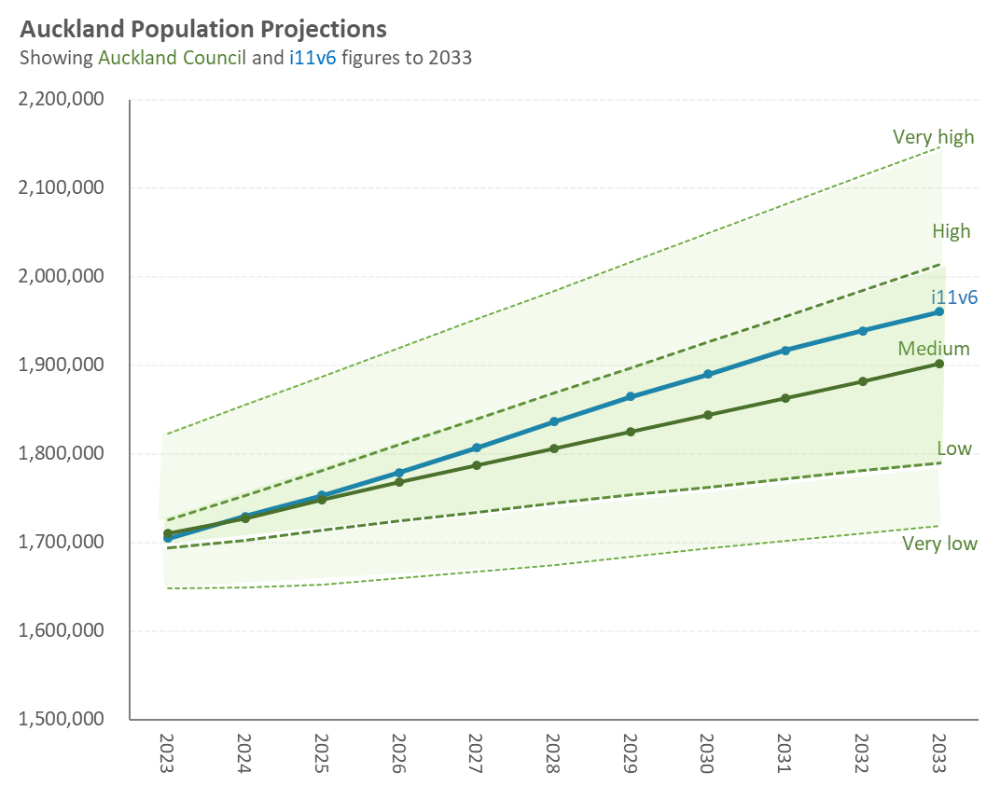 Auckland Population Projections
Showing Auckland Council and i11v6 figures to 2033
2,200,000
Very high
2,100,000
High
2,000,000
i11v6
Medium
1,900,000
Low
1,800,000
1,700,000
Very low
1,600,000
1,500,000
2023
2024
2025
2026
2027
2028
2029
2030
2031
2032
2033